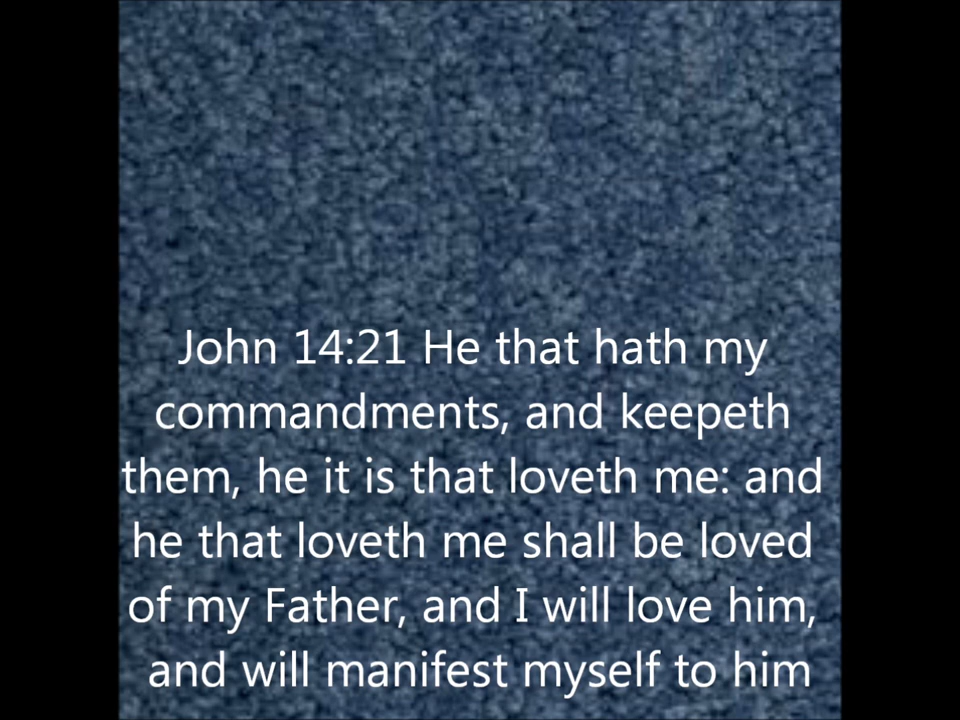 John 14:21 He that hath my
commandments, and keepeth
them, he it is that loveth me: and
he that loveth me shall be loved
of my Father, and I will love him,
and will manifest myself to him